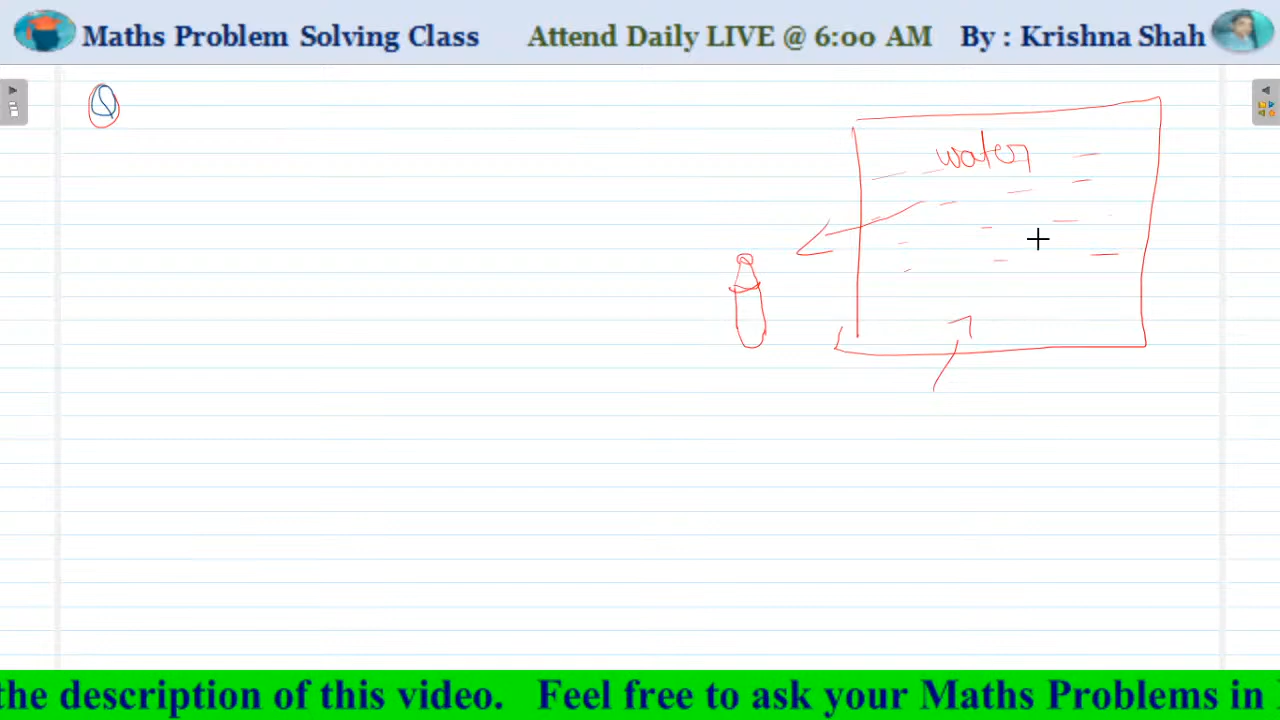 Maths Problem Solving Class Attend Daily LIVE @ 6:00 AM By : Krishna Shah
Q
water
the description of this video. Feel free to ask your Maths Problems in